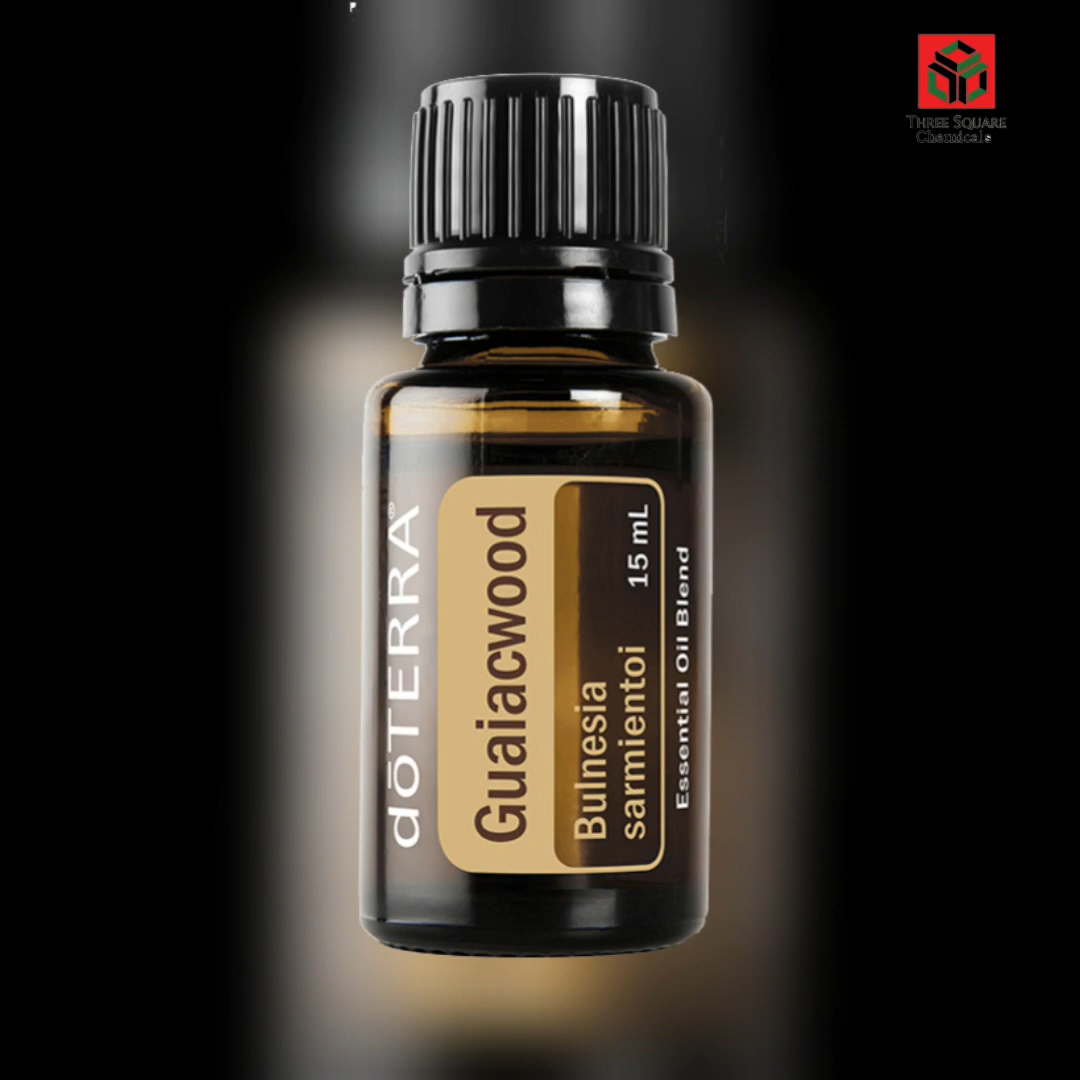 THREE SQUARE
Chemicals
dōTERRA®
Guaiacwood
Bulnesia
sarmientoi
15 mL
Essential Oil Blend